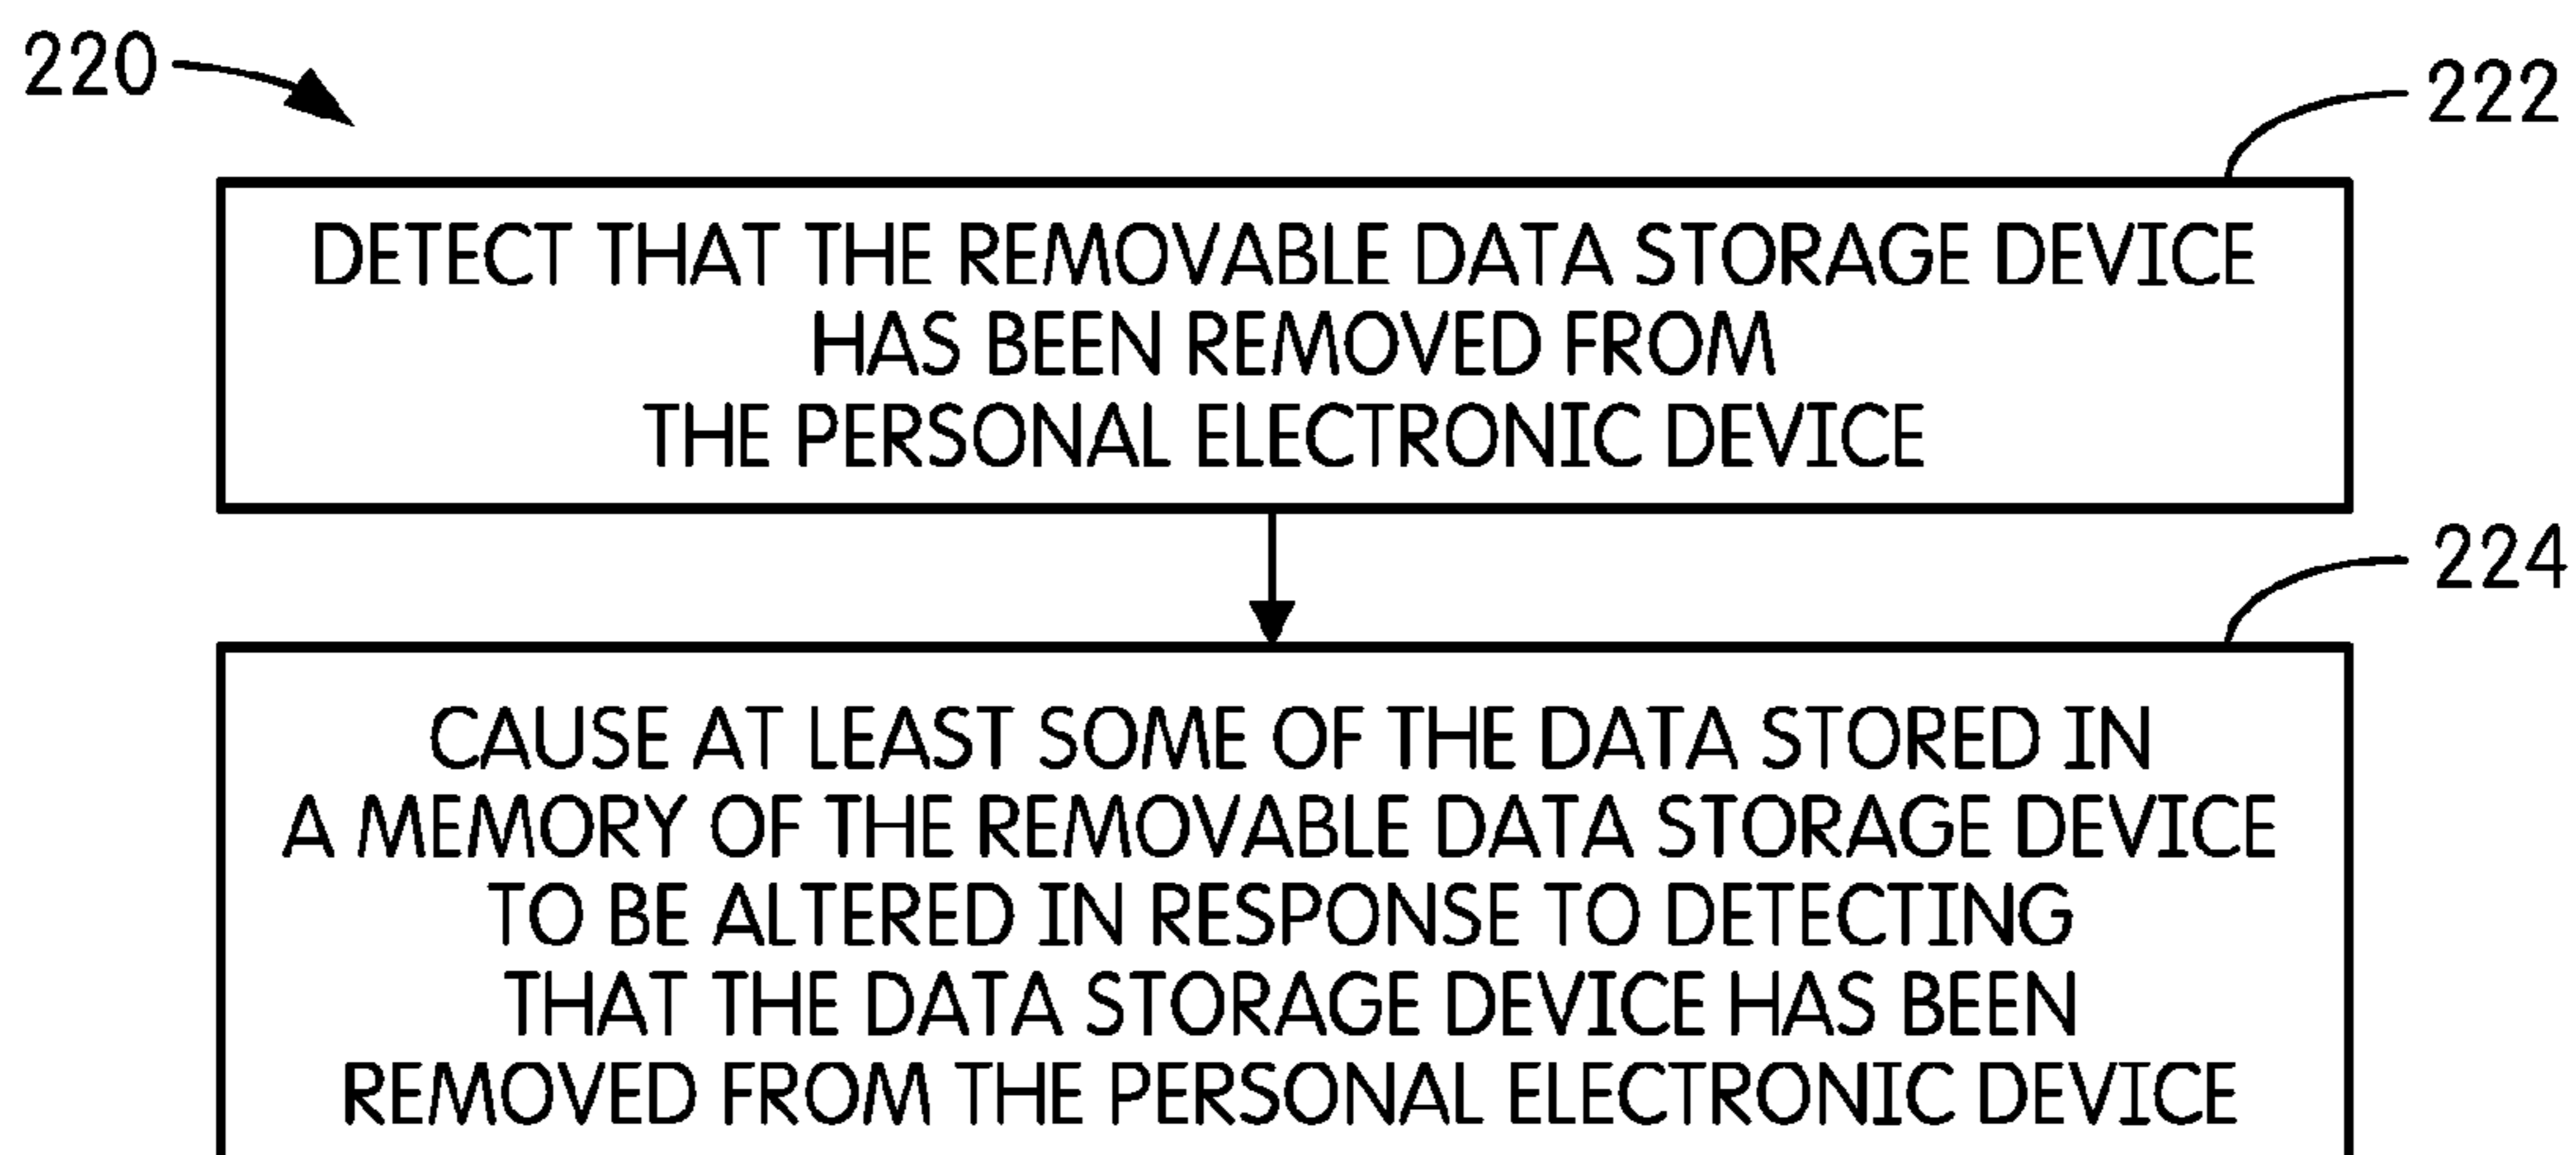 220
222
DETECT THAT THE REMOVABLE DATA STORAGE DEVICE
HAS BEEN REMOVED FROM
THE PERSONAL ELECTRONIC DEVICE
224
CAUSE AT LEAST SOME OF THE DATA STORED IN
A MEMORY OF THE REMOVABLE DATA STORAGE DEVICE
TO BE ALTERED IN RESPONSE TO DETECTING
THAT THE DATA STORAGE DEVICE HAS BEEN
REMOVED FROM THE PERSONAL ELECTRONIC DEVICE